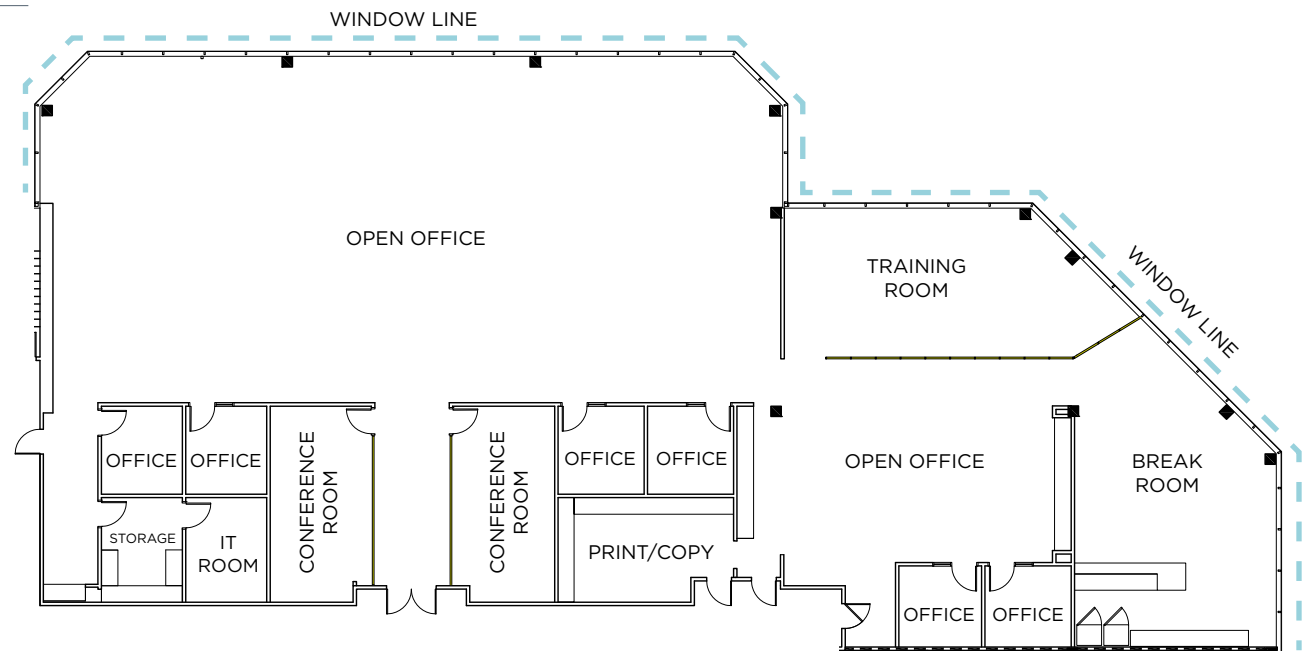 WINDOW LINE
OPEN OFFICE
TRAINING
ROOM
WINDOW LINE
OFFICE
OFFICE
CONFERENCE
ROOM
CONFERENCE
ROOM
OFFICE
OFFICE
OPEN OFFICE
BREAK
ROOM
STORAGE
IT
ROOM
PRINT/COPY
OFFICE
OFFICE